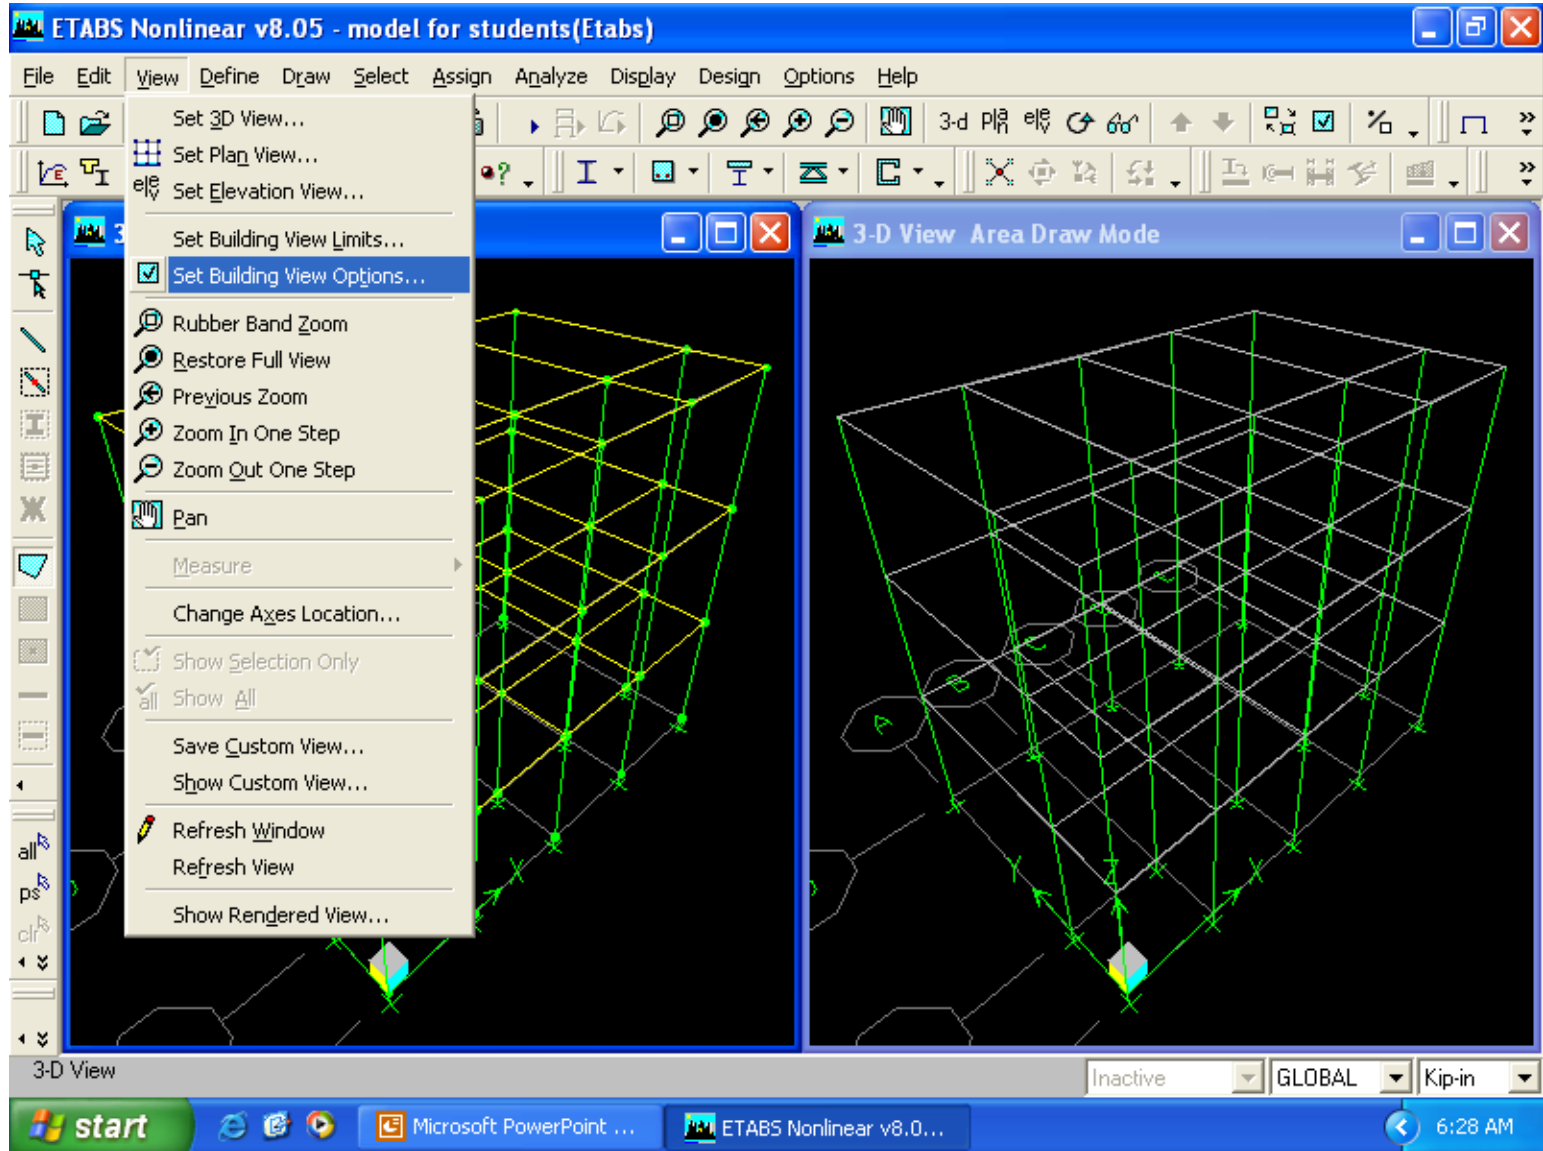 ETABS Nonlinear v8.05 - model for students(Etabs)
File Edit View Define Draw Select Assign Analyze Display Design Options Help
3-d
Set 3D View...
Set Plan View...
Set Elevation View...
Set Building View Limits...
Set Building View Options...
Rubber Band Zoom
Restore Full View
Previous Zoom
Zoom In One Step
Zoom Out One Step
Pan
Measure
Change Axes Location...
Show Selection Only
all Show All
Save Custom View...
Show Custom View...
Refresh Window
Refresh View
Show Rendered View...
3-D View Area Draw Mode
A
B
C
X
Y Z X
all
ps
clr
3-D View
Inactive GLOBAL Kip-in
start Microsoft PowerPoint ... ETABS Nonlinear v8.0... 6:28 AM